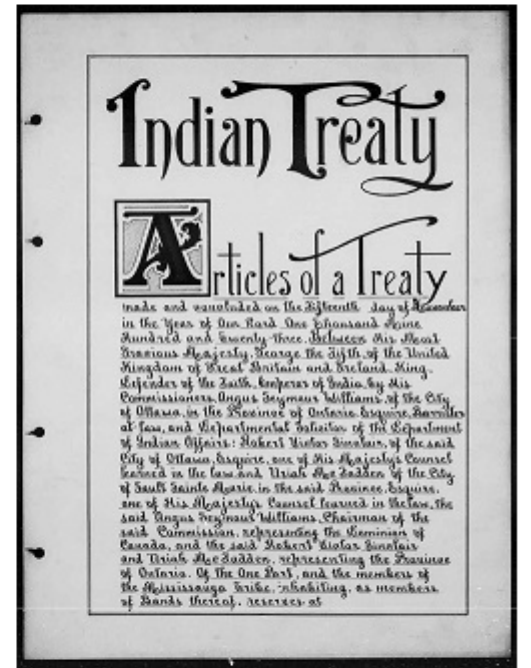 Indian Treaty
Articles of a Treaty
made and concluded on the Fifteenth day of November
in the Year of Our Lord One Thousand Nine
Hundred and Twenty-three, Between His Most
Gracious Majesty, George the Fifth, of the United
Kingdom of Great Britain and Ireland, King,
Defender of the Faith, Emperor of India, by His
Commissioners, Angus Seymour Williams, of the City
of Ottawa, in the Province of Ontario, Esquire, Barrister
at law, and Departmental Solicitor of the Department
of Indian Affairs; Robert Victor Sinclair, of the said
City of Ottawa, Esquire, one of His Majesty's Counsel
learned in the law, and Uriah McFadden of the City
of Sault Sainte Marie, in the said Province, Esquire,
one of His Majesty's Counsel learned in the law, the
said Angus Seymour Williams, Chairman of the
said Commission, representing the Dominion of
Canada, and the said Robert Victor Sinclair
and Uriah McFadden, representing the Province
of Ontario, Of the One Part, and the members of
the Mississauga Tribe, inhabiting, as members
of Bands thereof, reserves at